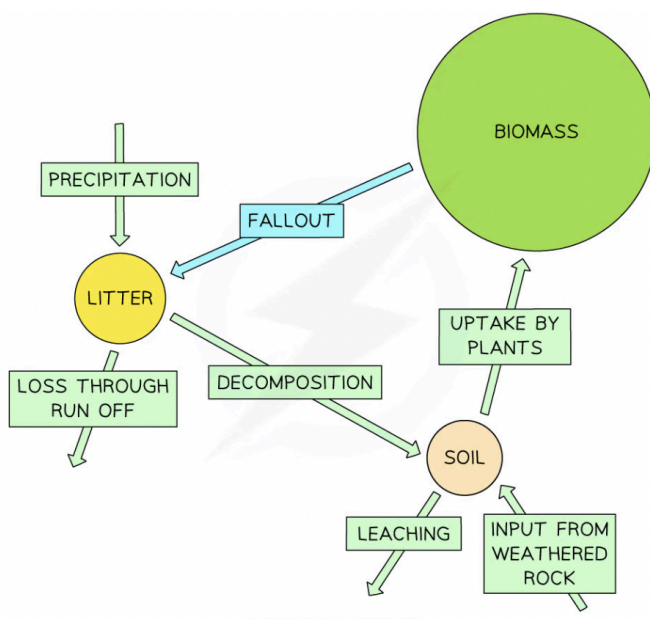 BIOMASS
PRECIPITATION
FALLOUT
LITTER
UPTAKE BY
PLANTS
LOSS THROUGH
RUN OFF
DECOMPOSITION
SOIL
LEACHING
INPUT FROM
WEATHERED
ROCK